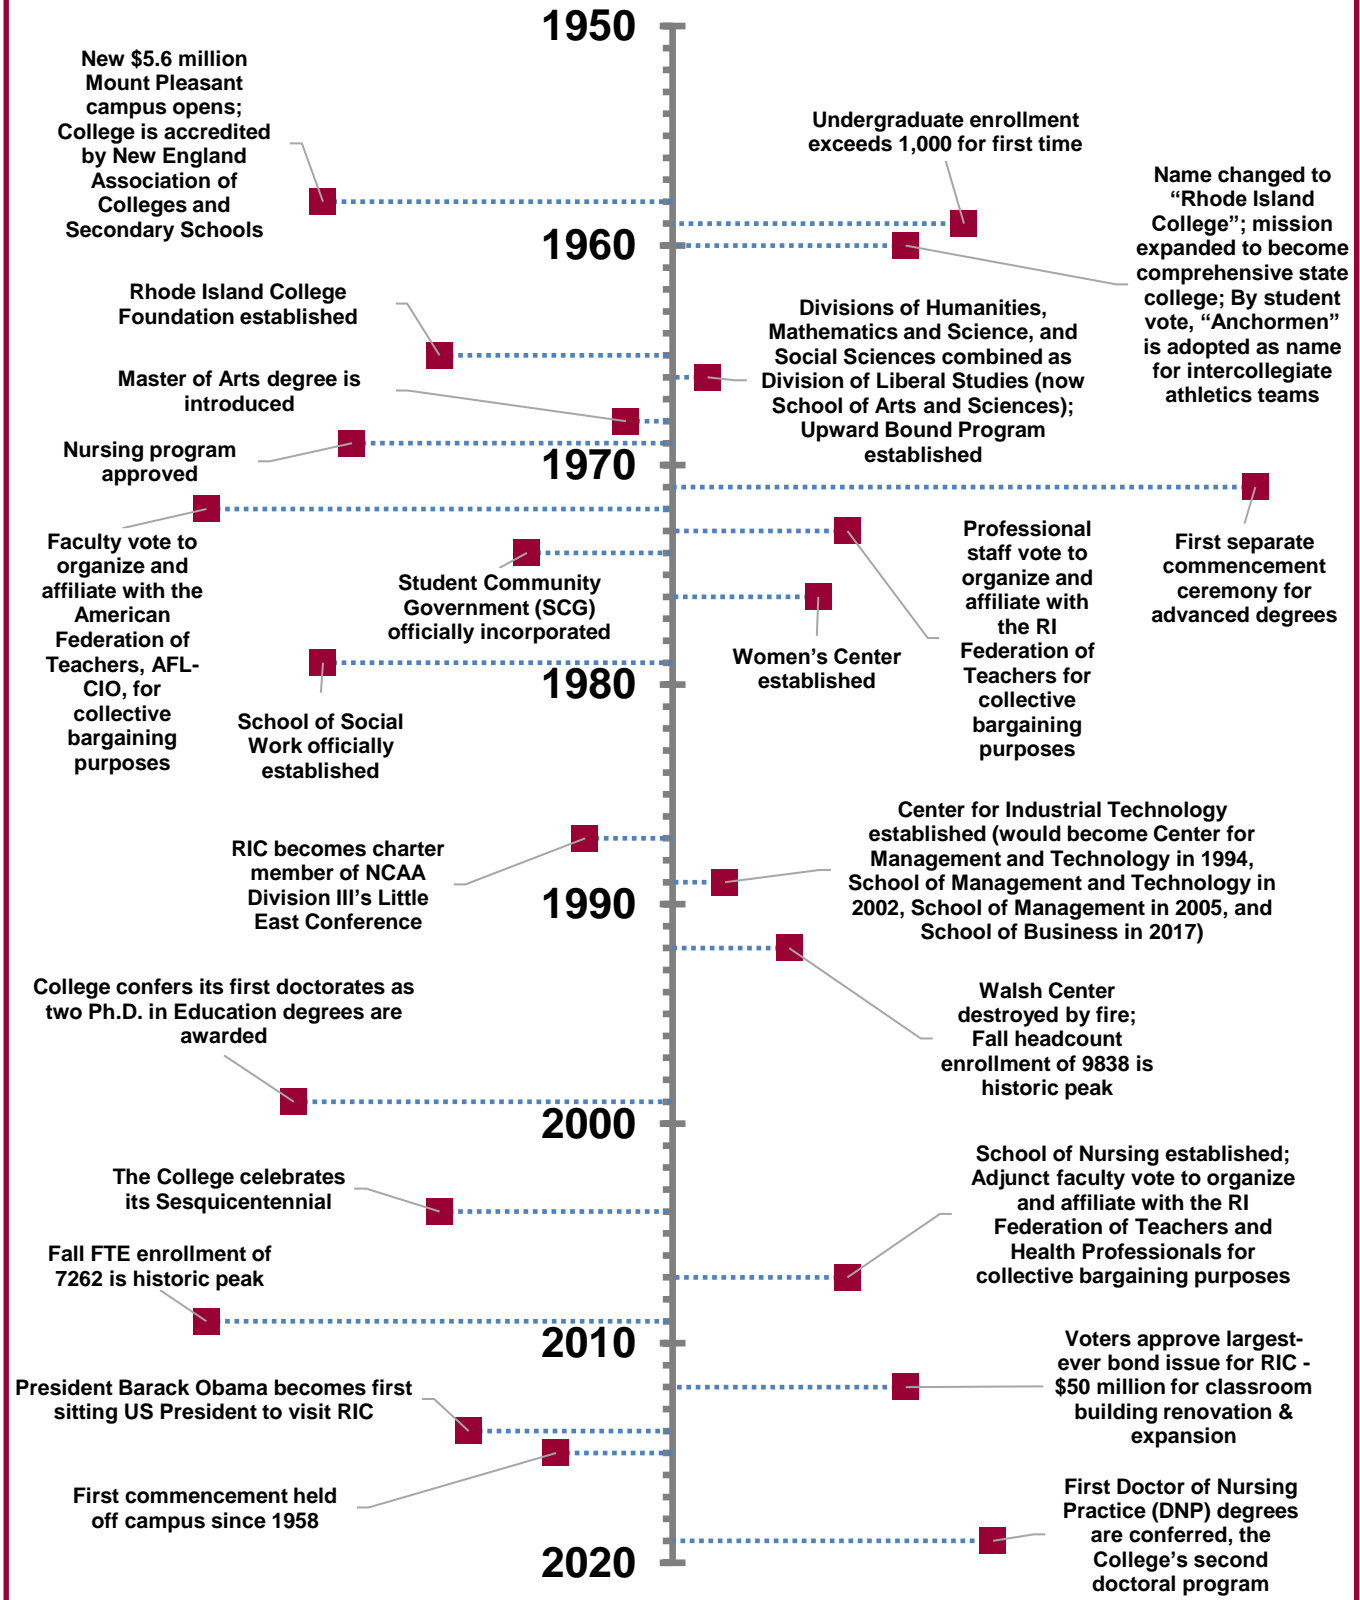 1950
New $5.6 million
Mount Pleasant
campus opens;
College is accredited
by New England
Association of
Colleges and
Secondary Schools
Undergraduate enrollment
exceeds 1,000 for first time
Name changed to
“Rhode Island
College”; mission
expanded to become
comprehensive state
college; By student
vote, “Anchormen”
is adopted as name
for intercollegiate
athletics teams
1960
Rhode Island College
Foundation established
Divisions of Humanities,
Mathematics and Science, and
Social Sciences combined as
Division of Liberal Studies (now
School of Arts and Sciences);
Upward Bound Program
established
Master of Arts degree is
introduced
Nursing program
approved
1970
First separate
commencement
ceremony for
advanced degrees
Faculty vote to
organize and
affiliate with the
American
Federation of
Teachers, AFL-
CIO, for
collective
bargaining
purposes
Professional
staff vote to
organize and
affiliate with
the RI
Federation of
Teachers for
collective
bargaining
purposes
Student Community
Government (SCG)
officially incorporated
Women’s Center
established
School of Social
Work officially
established
1980
RIC becomes charter
member of NCAA
Division III’s Little
East Conference
Center for Industrial Technology
established (would become Center for
Management and Technology in 1994,
School of Management and Technology in
2002, School of Management in 2005, and
School of Business in 2017)
1990
Walsh Center
destroyed by fire;
Fall headcount
enrollment of 9838 is
historic peak
College confers its first doctorates as
two Ph.D. in Education degrees are
awarded
2000
The College celebrates
its Sesquicentennial
School of Nursing established;
Adjunct faculty vote to organize
and affiliate with the RI
Federation of Teachers and
Health Professionals for
collective bargaining purposes
Fall FTE enrollment of
7262 is historic peak
2010
Voters approve largest-
ever bond issue for RIC -
$50 million for classroom
building renovation &
expansion
President Barack Obama becomes first
sitting US President to visit RIC
First commencement held
off campus since 1958
First Doctor of Nursing
Practice (DNP) degrees
are conferred, the
College’s second
doctoral program
2020